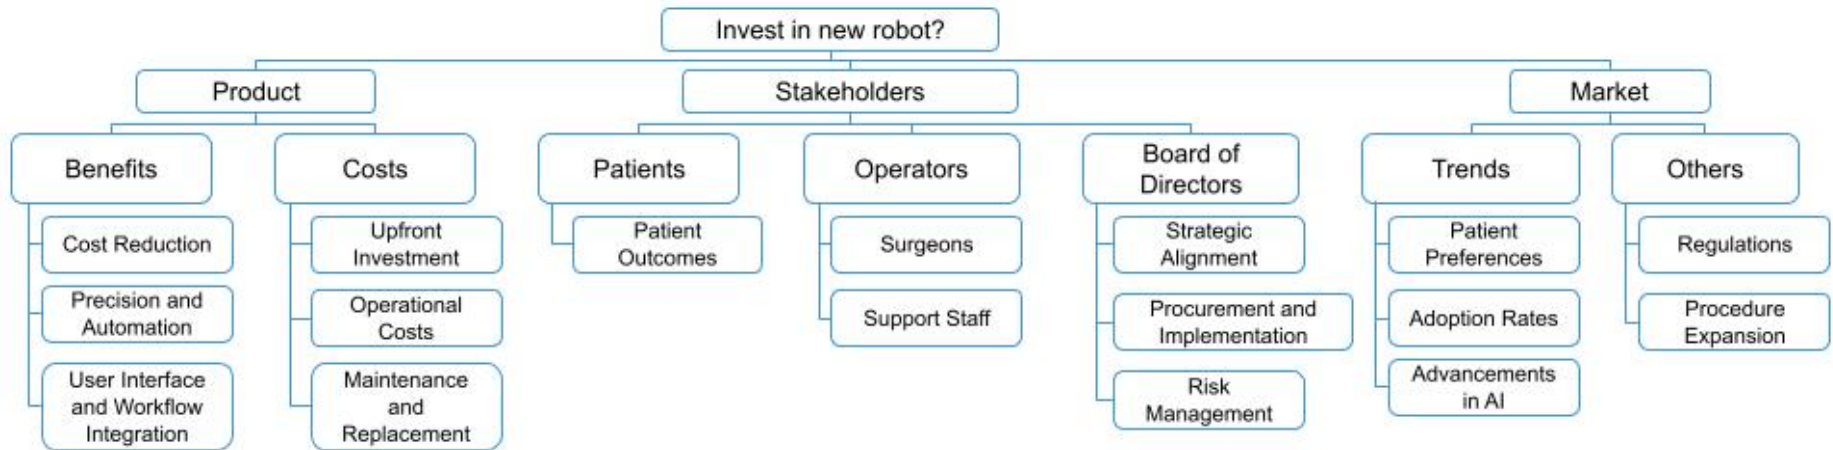 Invest in new robot?
Product
Stakeholders
Market
Benefits
Costs
Patients
Operators
Board of
Directors
Trends
Others
Cost Reduction
Precision and
Automation
User Interface
and Workflow
Integration
Upfront
Investment
Operational
Costs
Maintenance
and
Replacement
Patient
Outcomes
Surgeons
Support Staff
Strategic
Alignment
Procurement and
Implementation
Risk
Management
Patient
Preferences
Adoption Rates
Advancements
in AI
Regulations
Procedure
Expansion